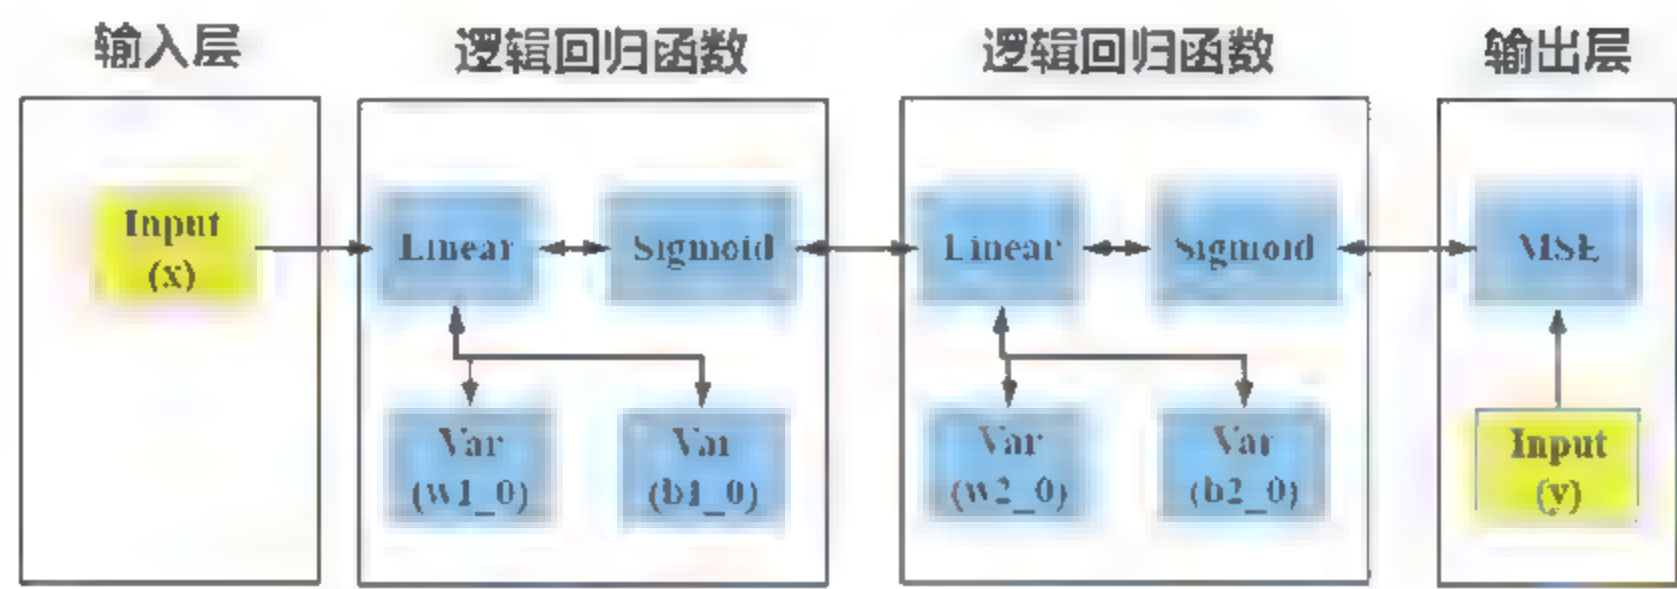 输入层
逻辑回归函数
逻辑回归函数
输出层
Input
(x)
Linear
Sigmoid
Linear
Sigmoid
MSE
Var
(w1_0)
Var
(b1_0)
Var
(w2_0)
Var
(b2_0)
Input
(y)